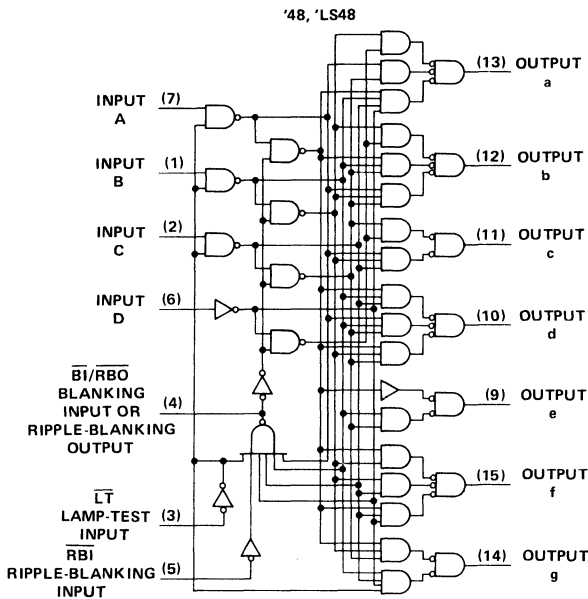 '48, 'LS48
INPUT A (7)
INPUT B (1)
INPUT C (2)
INPUT D (6)
BI/RBO
BLANKING
INPUT OR
RIPPLE-BLANKING
OUTPUT
(4)
LT
LAMP-TEST
INPUT
(3)
RBI
RIPPLE-BLANKING
INPUT
(5)
(13) OUTPUT a
(12) OUTPUT b
(11) OUTPUT c
(10) OUTPUT d
(9) OUTPUT e
(15) OUTPUT f
(14) OUTPUT g